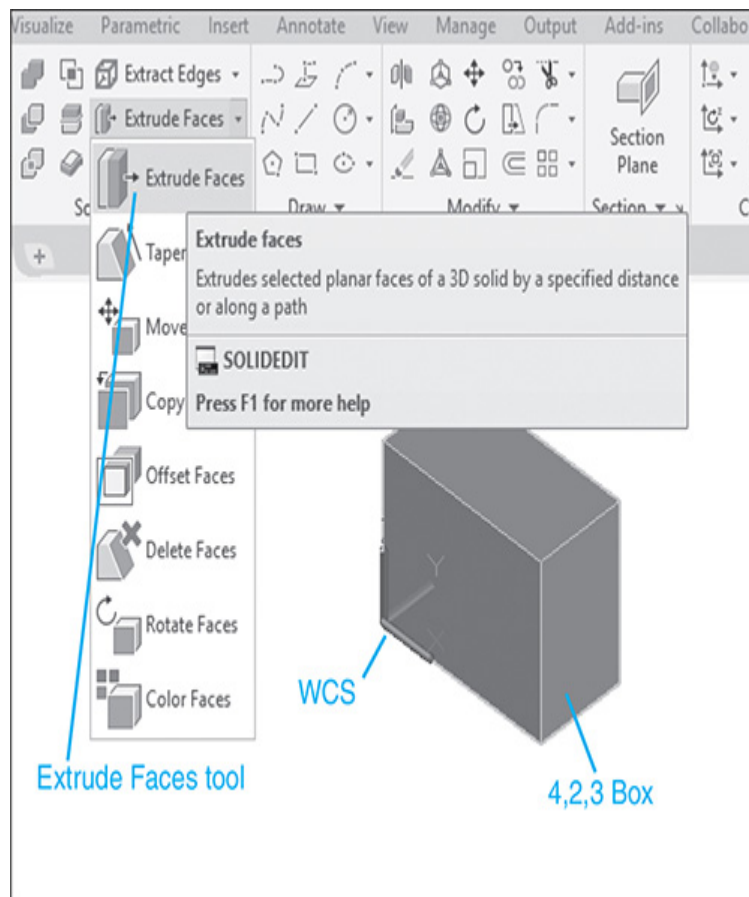 Visualize Parametric Insert Annotate View Manage Output Add-ins Collabo
Extract Edges
Extrude Faces
Section
Plane
Draw Modify Section
Extrude Faces
Extrude faces
Extrudes selected planar faces of a 3D solid by a specified distance
or along a path
SOLIDEDIT
Press F1 for more help
Taper
Move
Copy
Offset Faces
Delete Faces
Rotate Faces
Color Faces
Y
X
WCS
Extrude Faces tool
4,2,3 Box